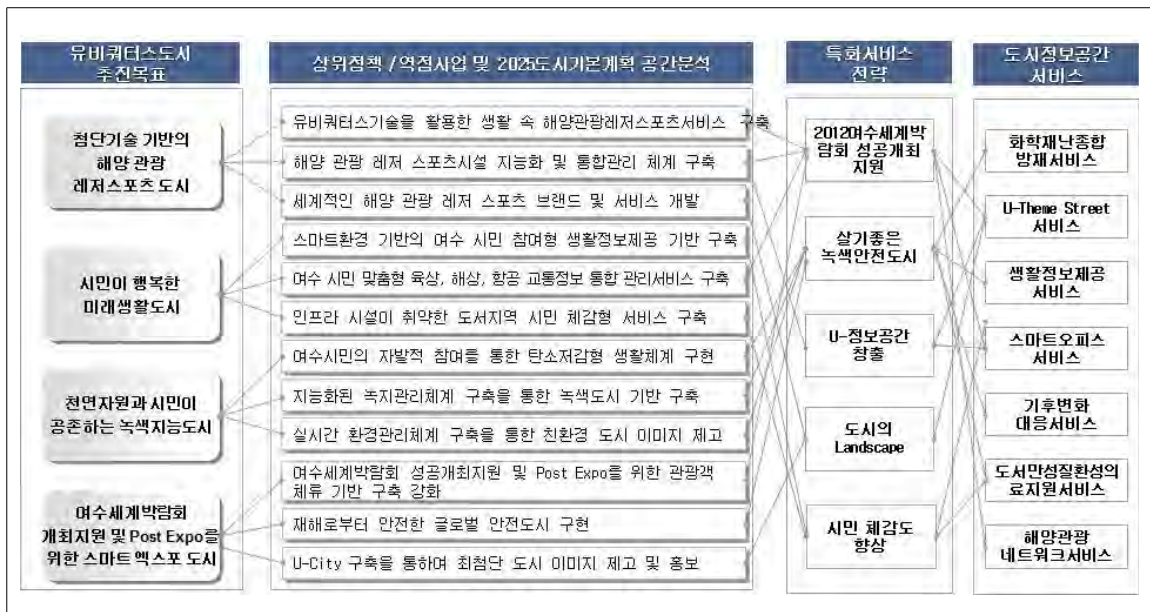 유비쿼터스도시
추진목표
첨단기술 기반의
해양 관광
레저스포츠 도시
시민이 행복한
미래생활도시
천연자원과 시민이
공존하는 녹색지능도시
여수세계박람회
개최지원 및 Post Expo를
위한 스마트 엑스포 도시
상위정책 / 역점사업 및 2025도시기본계획 공간분석
유비쿼터스기술을 활용한 생활 속 해양관광레저스포츠서비스 구축
해양 관광 레저 스포츠시설 지능화 및 통합관리 체계 구축
세계적인 해양 관광 레저 스포츠 브랜드 및 서비스 개발
스마트환경 기반의 여수 시민 참여형 생활정보제공 기반 구축
여수 시민 맞춤형 육상, 해상, 항공 교통정보 통합 관리서비스 구축
인프라 시설이 취약한 도서지역 시민 체감형 서비스 구축
여수시민의 자발적 참여를 통한 탄소저감형 생활체계 구현
지능화된 녹지관리체계 구축을 통한 녹색도시 기반 구축
실시간 환경관리체계 구축을 통한 친환경 도시 이미지 제고
여수세계박람회 성공개최지원 및 Post Expo를 위한 관광객
체류 기반 구축 강화
재해로부터 안전한 글로벌 안전도시 구현
U-City 구축을 통하여 최첨단 도시 이미지 제고 및 홍보
특화서비스
전략
2012여수세계박
람회 성공개최
지원
살기좋은
녹색안전도시
U-정보공간
창출
도시의
Landscape
시민 체감도
향상
도시정보공간
서비스
화학재난종합
방재서비스
U-Theme Street
서비스
생활정보제공
서비스
스마트오피스
서비스
기후변화
대응서비스
도서만성질환성의
료지원서비스
해양관광
네트워크서비스